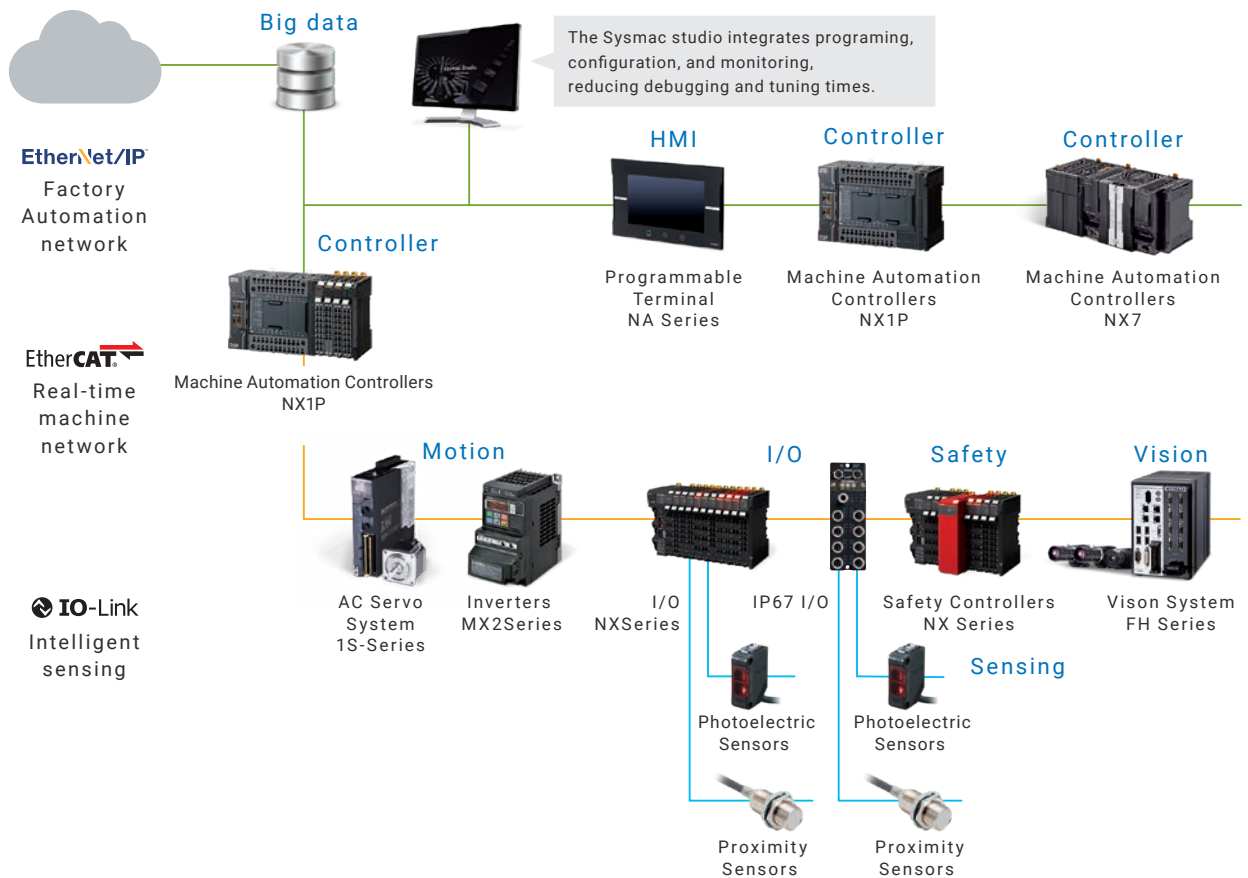 Big data
The Sysmac studio integrates programing,
configuration, and monitoring,
reducing debugging and tuning times.
Sysmac Studio
EtherNet/IP
Factory
Automation
network
HMI
Controller
Controller
Programmable
Terminal
NA Series
Machine Automation
Controllers
NX1P
Machine Automation
Controllers
NX7
Controller
Machine Automation Controllers
NX1P
EtherCAT®
Real-time
machine
network
Motion
I/O
Safety
Vision
AC Servo
System
1S-Series
Inverters
MX2Series
I/O
NXSeries
IP67 I/O
Safety Controllers
NX Series
Vison System
FH Series
IO-Link
Intelligent
sensing
Sensing
Photoelectric
Sensors
Photoelectric
Sensors
Proximity
Sensors
Proximity
Sensors